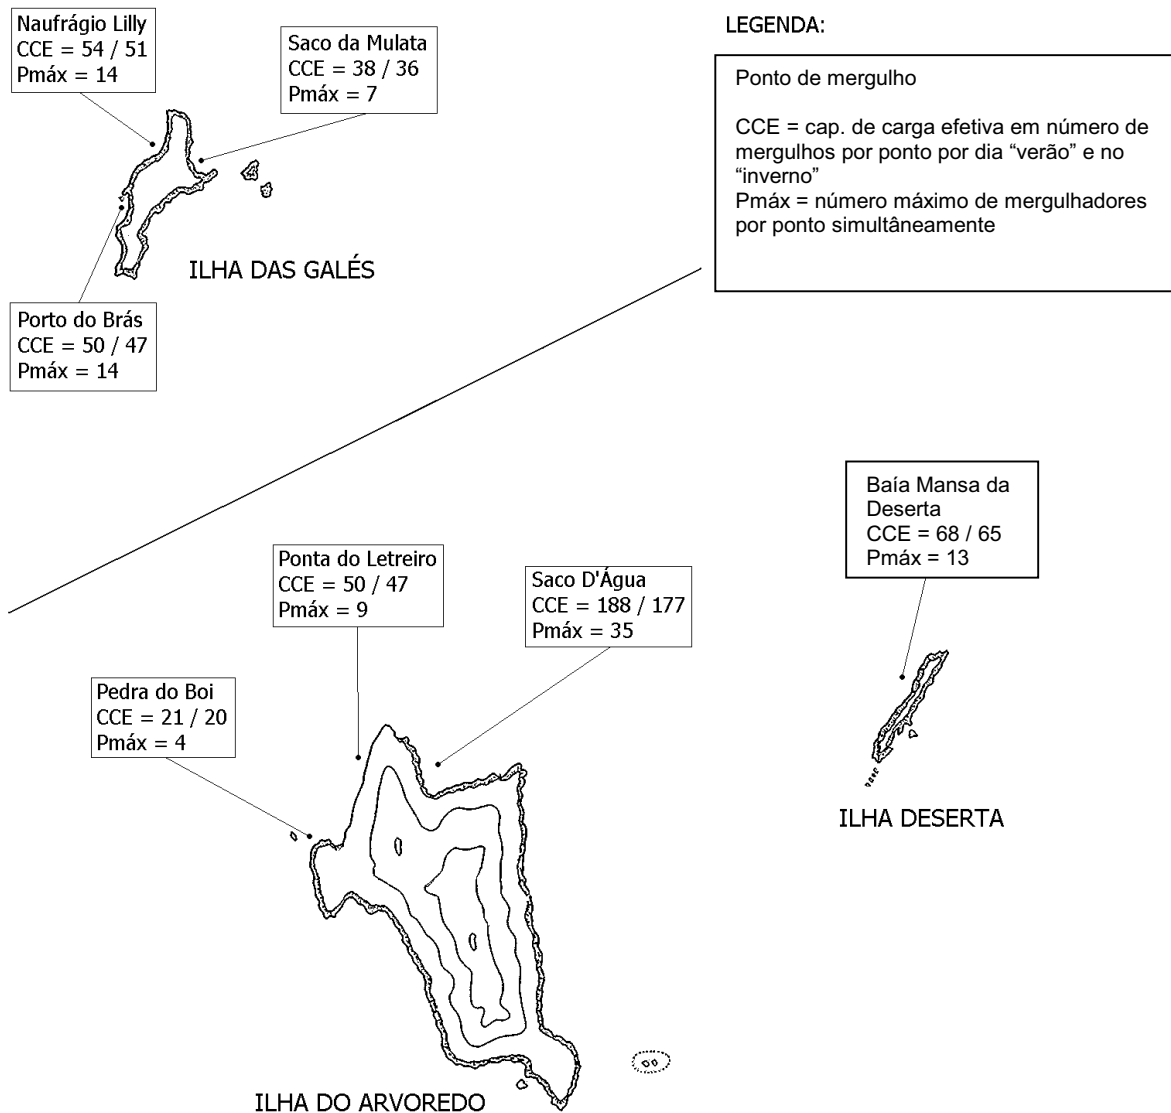 Naufrágio Lilly
CCE = 54 / 51
Pmáx = 14
Saco da Mulata
CCE = 38 / 36
Pmáx = 7
LEGENDA:
Ponto de mergulho
CCE = cap. de carga efetiva em número de
mergulhos por ponto por dia “verão” e no
“inverno”
Pmáx = número máximo de mergulhadores
por ponto simultâneamente
ILHA DAS GALÉS
Porto do Brás
CCE = 50 / 47
Pmáx = 14
Baía Mansa da
Deserta
CCE = 68 / 65
Pmáx = 13
Ponta do Letreiro
CCE = 50 / 47
Pmáx = 9
Saco D'Água
CCE = 188 / 177
Pmáx = 35
Pedra do Boi
CCE = 21 / 20
Pmáx = 4
ILHA DESERTA
ILHA DO ARVOREDO